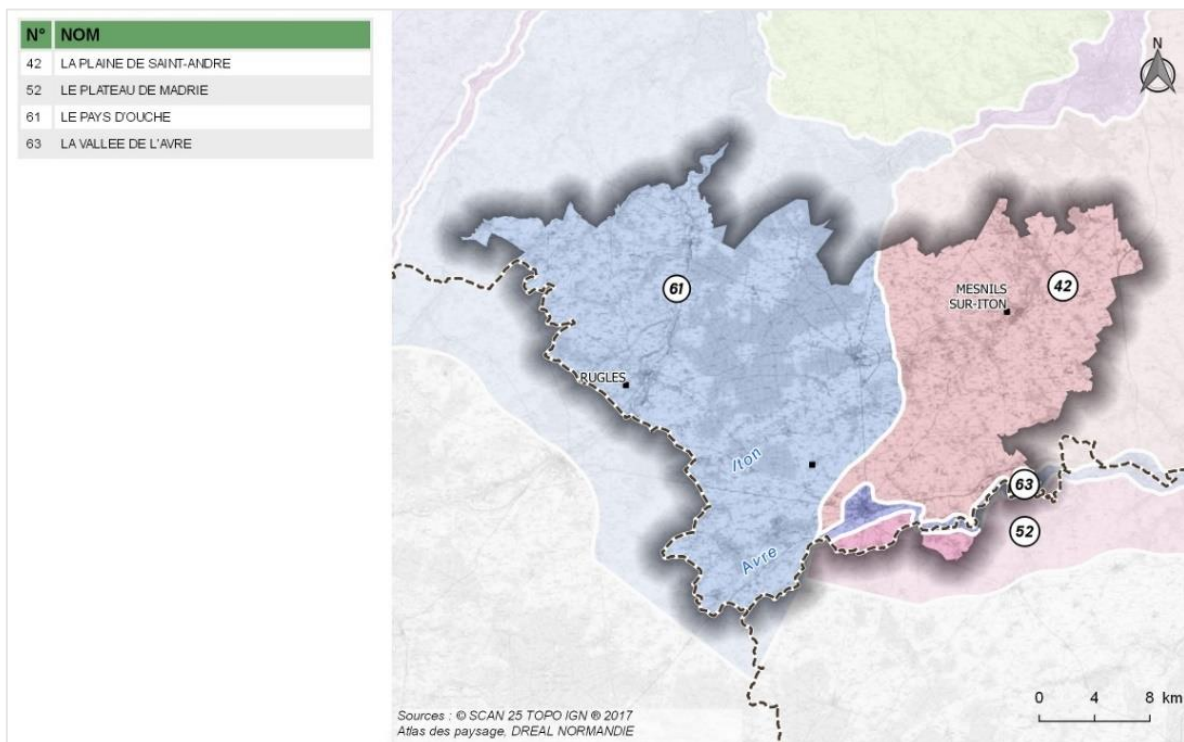 N° NOM
42 LA PLAINE DE SAINT-ANDRE
52 LE PLATEAU DE MADRIE
61 LE PAYS D'OUCHE
63 LA VALLEE DE L'AVRE
N
61
42
MESNILS
SUR-ITON
RUGLES
Iton
63
52
Avre
0 4 8 km
Sources : © SCAN 25 TOPO IGN ® 2017
Atlas des paysage, DREAL NORMANDIE